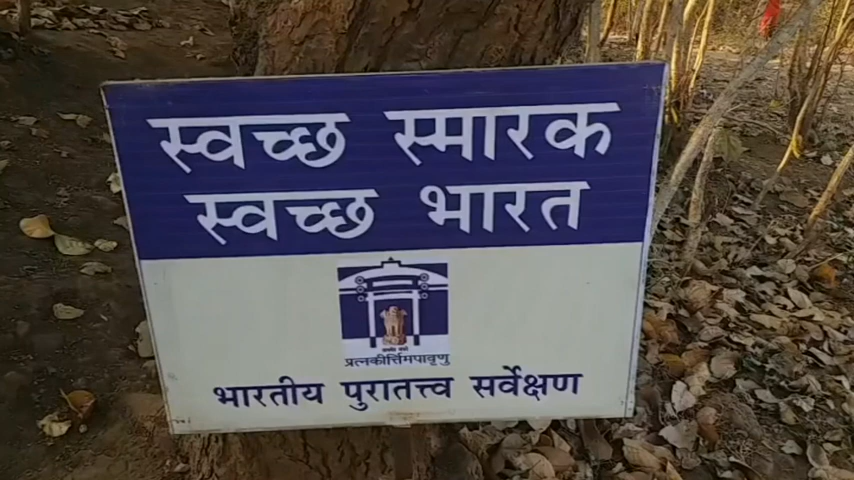 स्वच्छ स्मारक
स्वच्छ भारत
प्रत्नकीर्त्तिमपावृणु
भारतीय पुरातत्त्व सर्वेक्षण